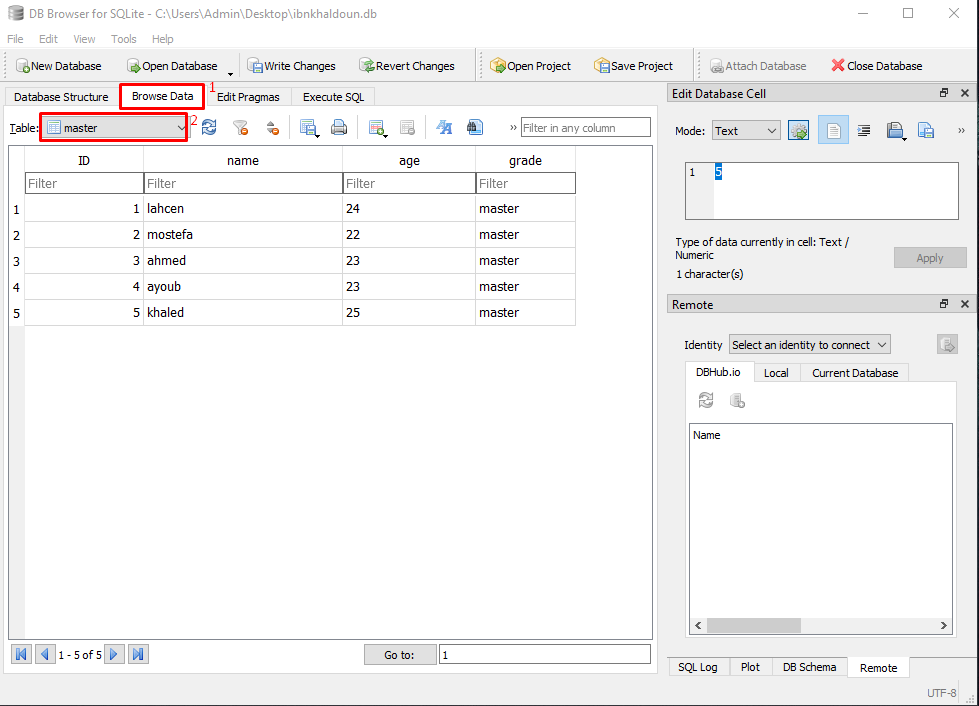 DB Browser for SQLite - C:\Users\Admin\Desktop\ibnkhaldoun.db
File Edit View Tools Help
New Database Open Database Write Changes Revert Changes Open Project Save Project Attach Database Close Database
Database Structure Browse Data 1 Edit Pragmas Execute SQL
Table: master 2 » Filter in any column
ID name age grade
Filter Filter Filter Filter
1 1 lahcen 24 master
2 2 mostefa 22 master
3 3 ahmed 23 master
4 4 ayoub 23 master
5 5 khaled 25 master
1 - 5 of 5 Go to: 1
Edit Database Cell
Mode: Text »
1 5
Type of data currently in cell: Text /
Numeric
1 character(s)
Apply
Remote
Identity Select an identity to connect
DBHub.io Local Current Database
Name
SQL Log Plot DB Schema Remote
UTF-8